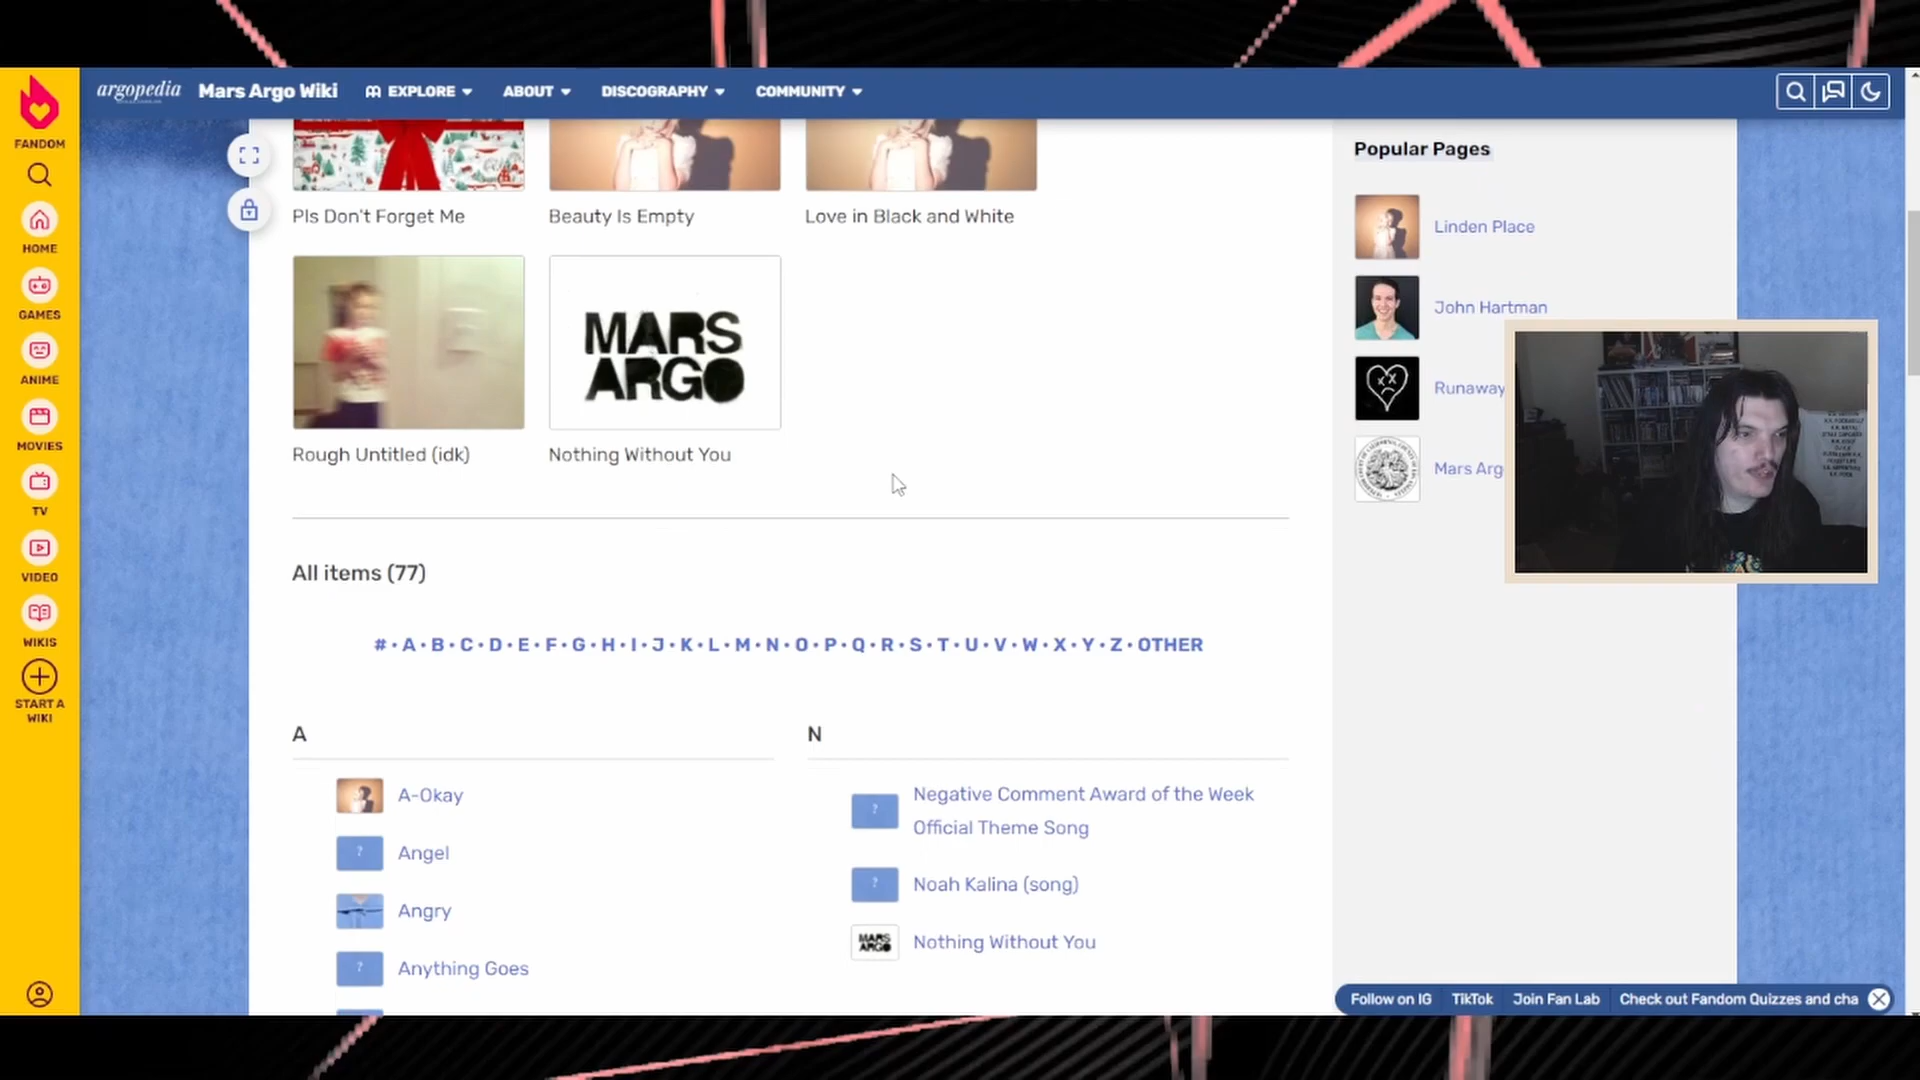 argopedia
Mars Argo Wiki
EXPLORE
ABOUT
DISCOGRAPHY
COMMUNITY
FANDOM
HOME
GAMES
ANIME
MOVIES
TV
VIDEO
WIKIS
START A
WIKI
Pls Don't Forget Me
Beauty Is Empty
Love in Black and White
MARS
ARGO
Rough Untitled (idk)
Nothing Without You
All items (77)
# · A · B · C · D · E · F · G · H · I · J · K · L · M · N · O · P · Q · R · S · T · U · V · W · X · Y · Z · OTHER
A
A-Okay
? Angel
Angry
? Anything Goes
N
? Negative Comment Award of the Week
Official Theme Song
? Noah Kalina (song)
MARS
ARGO
Nothing Without You
Popular Pages
Linden Place
John Hartman
Runaway
Mars Arg
Follow on IG
TikTok
Join Fan Lab
Check out Fandom Quizzes and cha